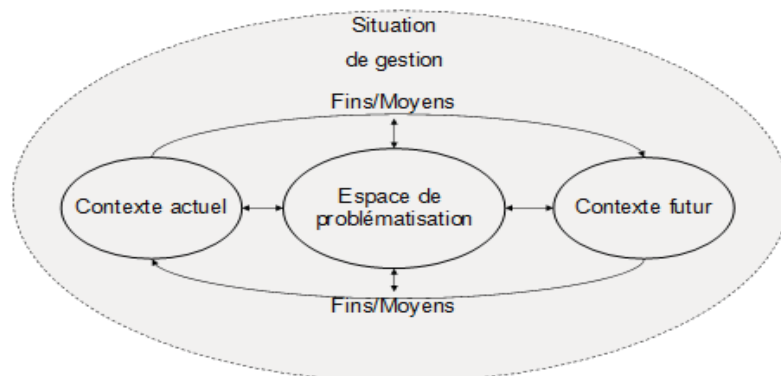 Situation
de gestion
Fins/Moyens
Contexte actuel
Espace de
problématisation
Contexte futur
Fins/Moyens